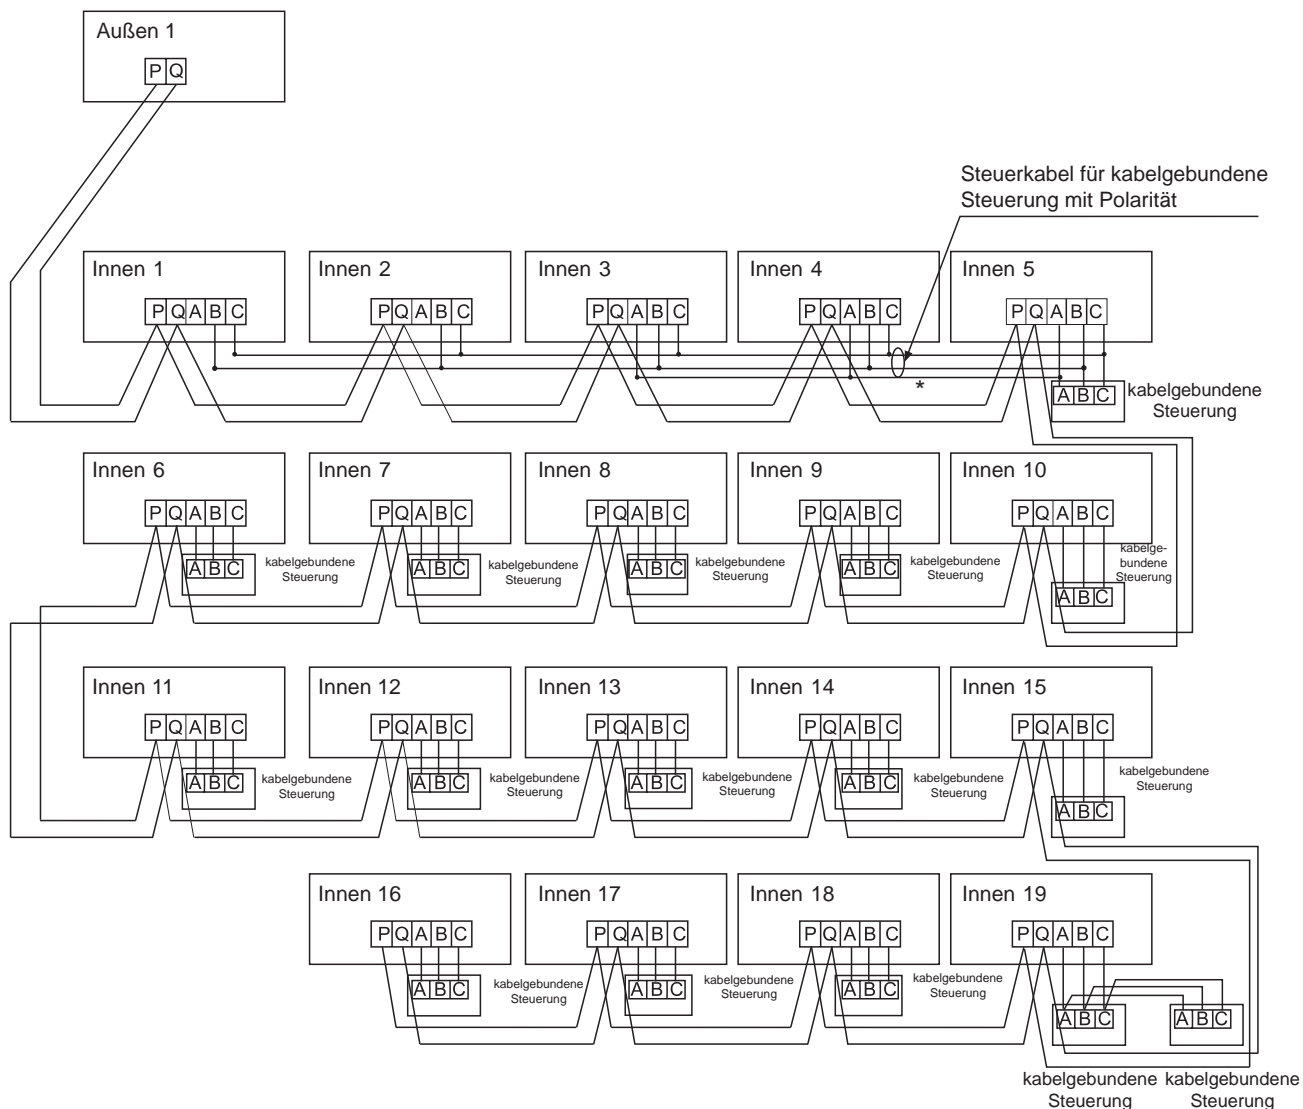 Außen 1
P Q
Steuerkabel für kabelgebundene
Steuerung mit Polarität
Innen 1
Innen 2
Innen 3
Innen 4
Innen 5
P Q A B C
P Q A B C
P Q A B C
P Q A B C
P Q A B C
*
A B C
kabelgebundene
Steuerung
Innen 6
Innen 7
Innen 8
Innen 9
Innen 10
P Q A B C
P Q A B C
P Q A B C
P Q A B C
P Q A B C
A B C
kabelgebundene
Steuerung
A B C
kabelgebundene
Steuerung
A B C
kabelgebundene
Steuerung
A B C
kabelgebundene
Steuerung
kabelge-
bundene
Steuerung
A B C
Innen 11
Innen 12
Innen 13
Innen 14
Innen 15
P Q A B C
P Q A B C
P Q A B C
P Q A B C
P Q A B C
A B C
kabelgebundene
Steuerung
A B C
kabelgebundene
Steuerung
A B C
kabelgebundene
Steuerung
A B C
kabelgebundene
Steuerung
kabelgebundene
Steuerung
A B C
Innen 16
Innen 17
Innen 18
Innen 19
P Q A B C
P Q A B C
P Q A B C
P Q A B C
A B C
kabelgebundene
Steuerung
A B C
kabelgebundene
Steuerung
A B C
kabelgebundene
Steuerung
A B C
A B C
kabelgebundene
Steuerung
kabelgebundene
Steuerung